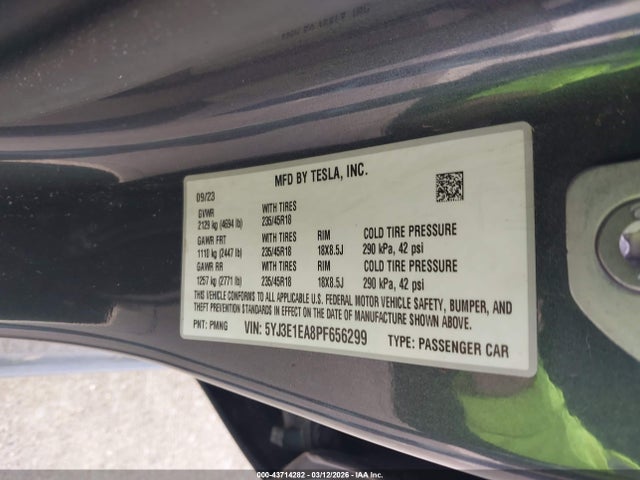 MFD BY TESLA, INC.
09/23
GVWR WITH TIRES
2129 kg (4694 lb) 235/45R18
GAWR FRT WITH TIRES RIM COLD TIRE PRESSURE
1110 kg (2447 lb) 235/45R18 18X8.5J 290 kPa, 42 psi
GAWR RR WITH TIRES RIM COLD TIRE PRESSURE
1257 kg (2771 lb) 235/45R18 18X8.5J 290 kPa, 42 psi
THIS VEHICLE CONFORMS TO ALL APPLICABLE U.S. FEDERAL MOTOR VEHICLE SAFETY, BUMPER, AND
THEFT PREVENTION STANDARDS IN EFFECT ON THE DATE OF MANUFACTURE SHOWN ABOVE.
PNT: PMNG VIN: 5YJ3E1EA8PF656299 TYPE: PASSENGER CAR
000-43714282 - 03/12/2026 - IAA Inc.